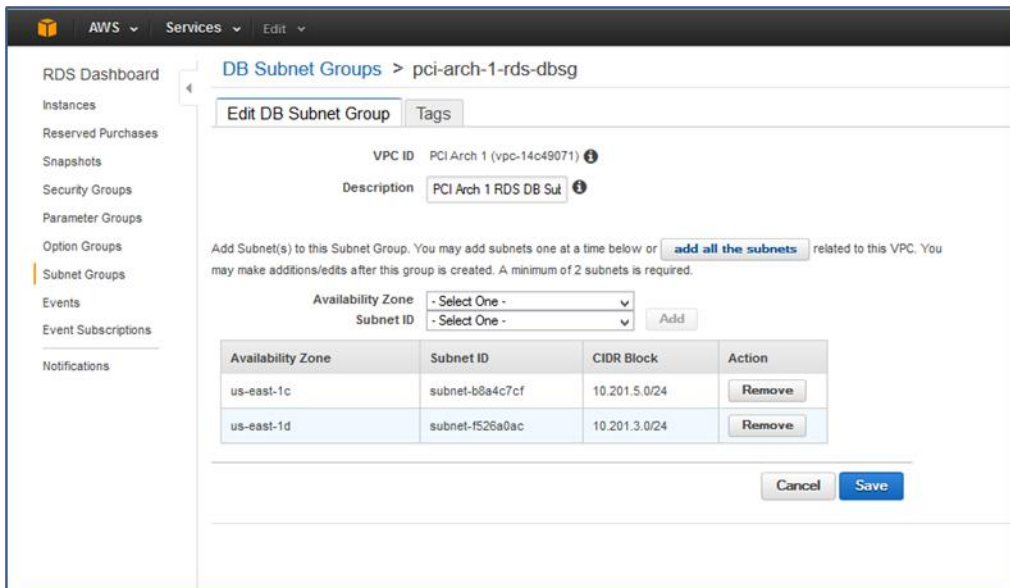 AWS Services Edit
RDS Dashboard
Instances
Reserved Purchases
Snapshots
Security Groups
Parameter Groups
Option Groups
Subnet Groups
Events
Event Subscriptions
Notifications
DB Subnet Groups > pci-arch-1-rds-dbsg
Edit DB Subnet Group Tags
VPC ID PCI Arch 1 (vpc-14c49071)
Description PCI Arch 1 RDS DB Sul
Add Subnet(s) to this Subnet Group. You may add subnets one at a time below or add all the subnets related to this VPC. You
may make additions/edits after this group is created. A minimum of 2 subnets is required.
Availability Zone - Select One -
Subnet ID - Select One - Add
Availability Zone Subnet ID CIDR Block Action
us-east-1c subnet-b8a4c7cf 10.201.5.0/24 Remove
us-east-1d subnet-f526a0ac 10.201.3.0/24 Remove
Cancel Save